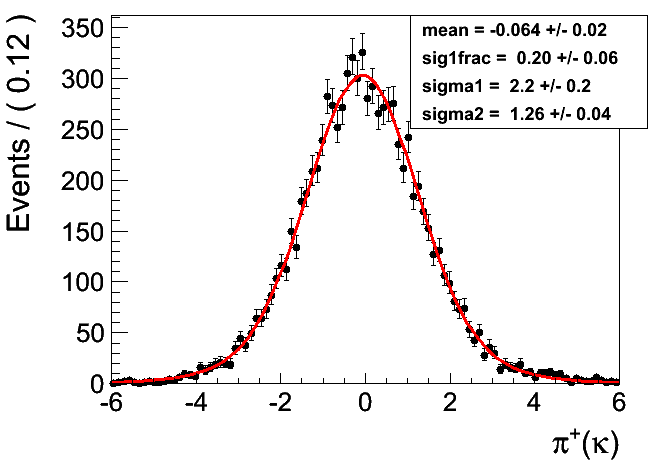 Events / ( 0.12 )
350
300
250
200
150
100
50
0
mean = -0.064 +/- 0.02
sig1frac = 0.20 +/- 0.06
sigma1 = 2.2 +/- 0.2
sigma2 = 1.26 +/- 0.04
-6 -4 -2 0 2 4 6
π⁺(κ)